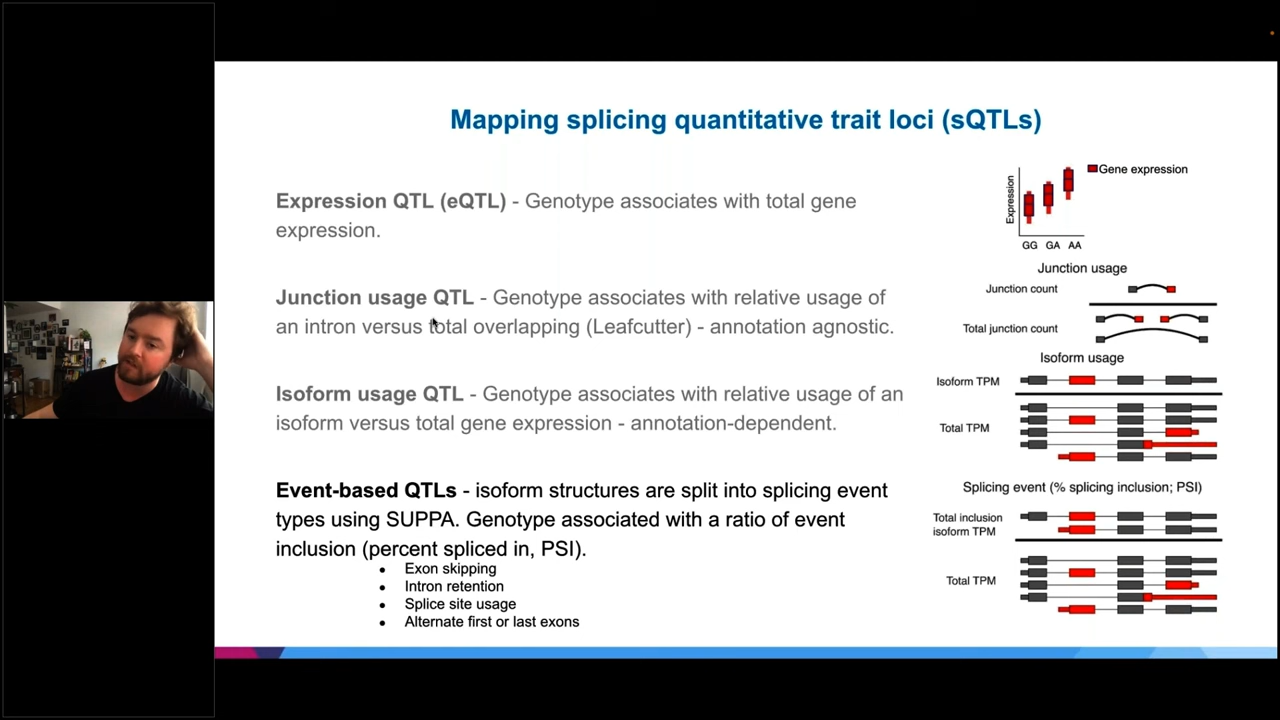 Mapping splicing quantitative trait loci (sQTLs)
Expression QTL (eQTL) - Genotype associates with total gene
expression.
Junction usage QTL - Genotype associates with relative usage of
an intron versus total overlapping (Leafcutter) - annotation agnostic.
Isoform usage QTL - Genotype associates with relative usage of an
isoform versus total gene expression - annotation-dependent.
Event-based QTLs - isoform structures are split into splicing event
types using SUPPA. Genotype associated with a ratio of event
inclusion (percent spliced in, PSI).
• Exon skipping
• Intron retention
• Splice site usage
• Alternate first or last exons
Gene expression
Expression
GG GA AA
Junction usage
Junction count
Total junction count
Isoform usage
Isoform TPM
Total TPM
Splicing event (% splicing inclusion; PSI)
Total inclusion
isoform TPM
Total TPM